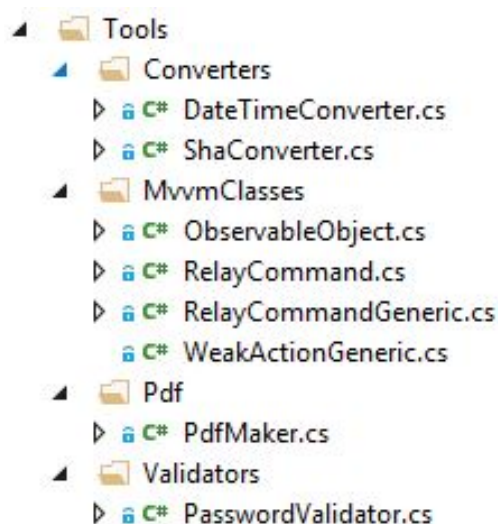 Tools
Converters
C# DateTimeConverter.cs
C# ShaConverter.cs
MvvmClasses
C# ObservableObject.cs
C# RelayCommand.cs
C# RelayCommandGeneric.cs
C# WeakActionGeneric.cs
Pdf
C# PdfMaker.cs
Validators
C# PasswordValidator.cs